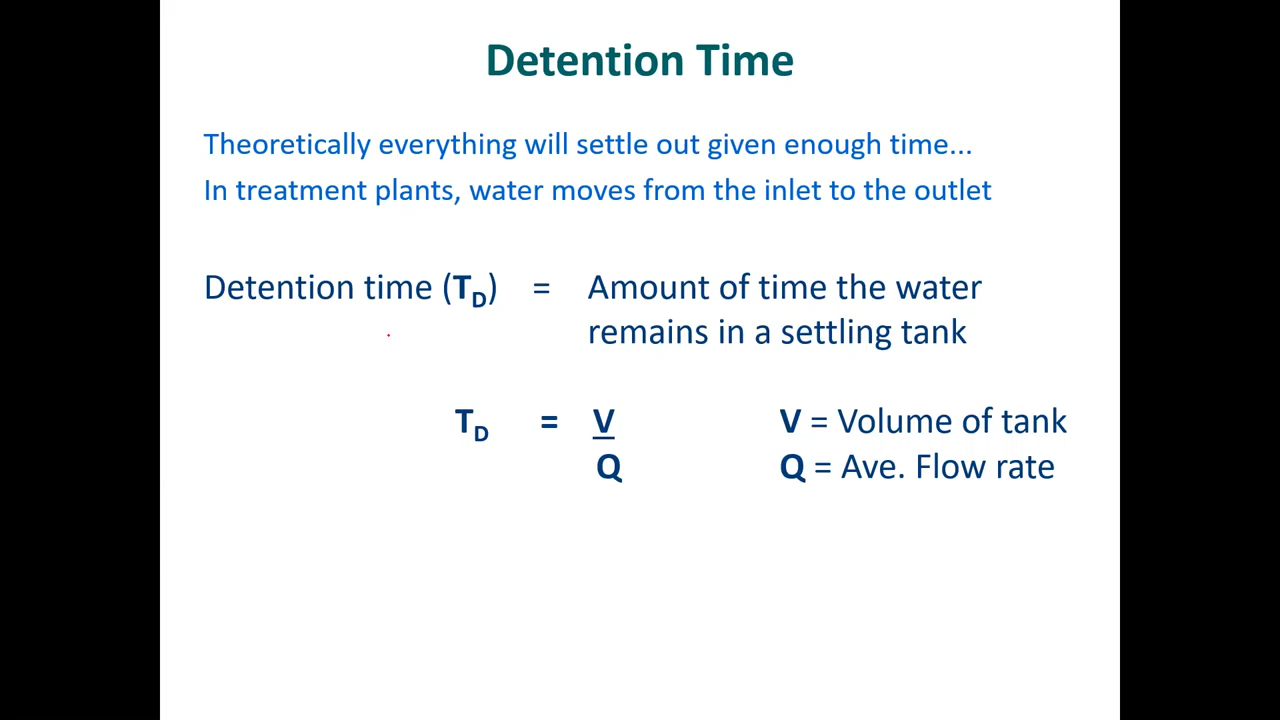 Detention Time
Theoretically everything will settle out given enough time...
In treatment plants, water moves from the inlet to the outlet
Detention time (TD) = Amount of time the water
remains in a settling tank
TD = V V = Volume of tank
Q Q = Ave. Flow rate